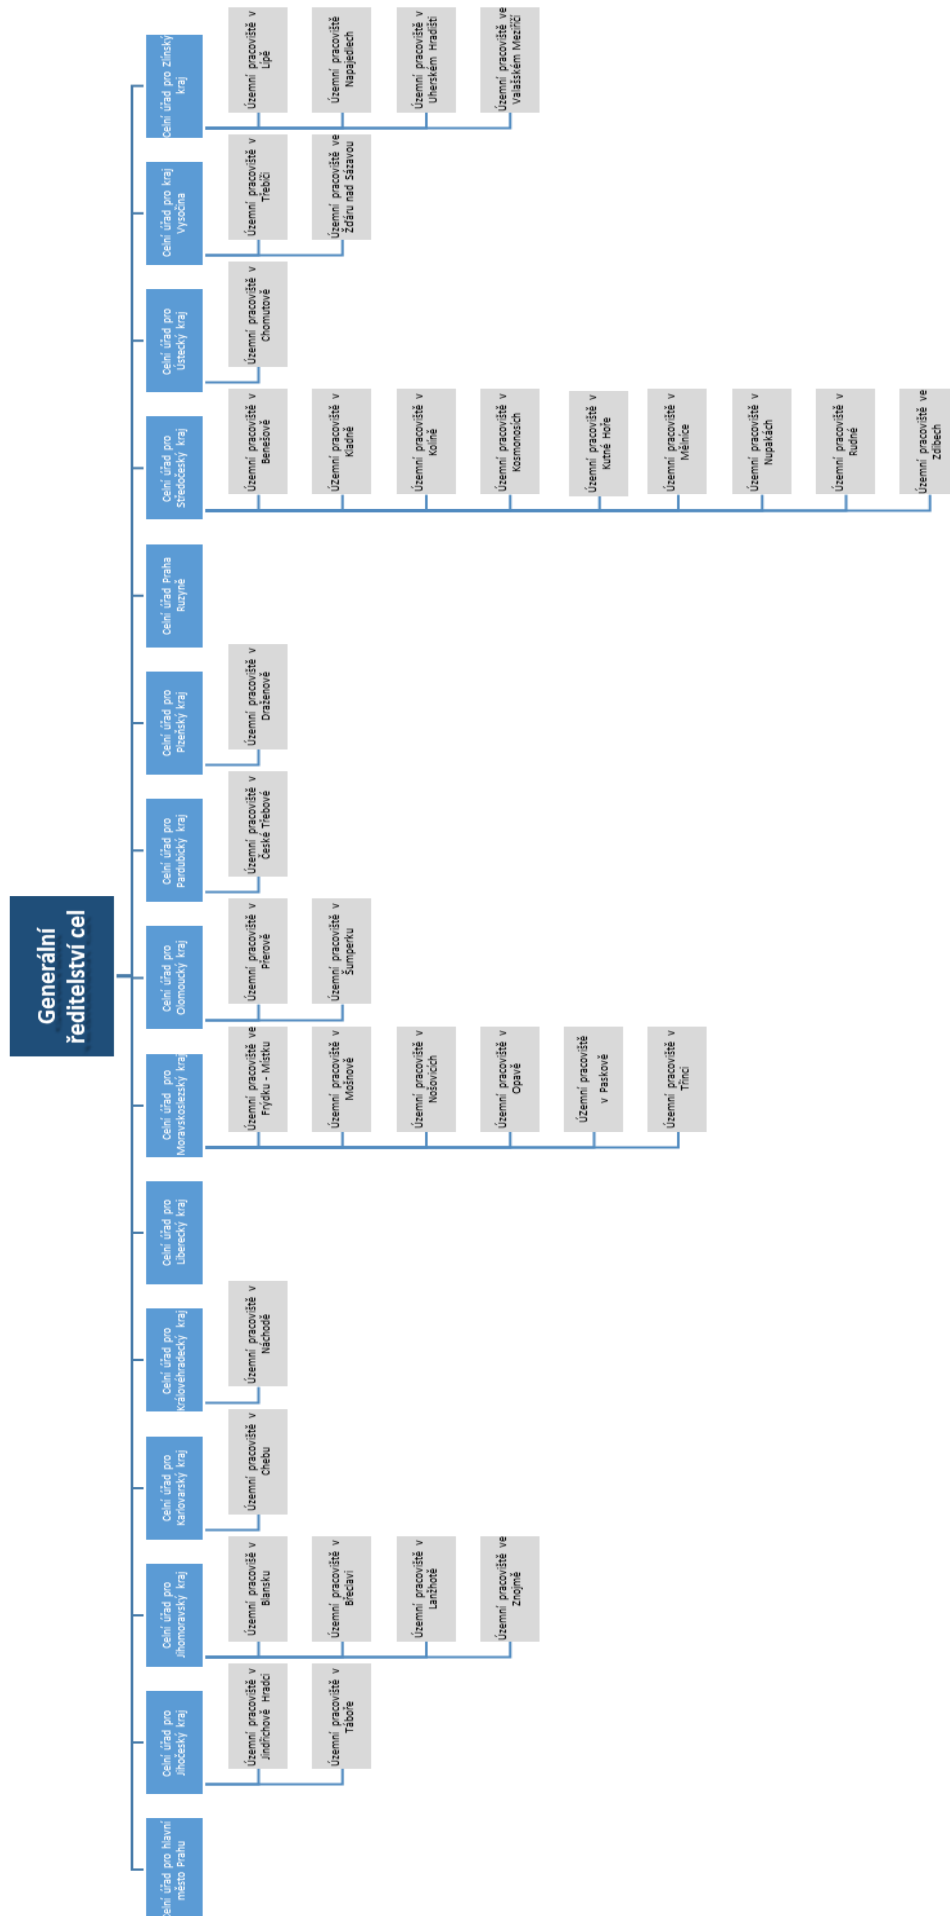 Generální
ředitelství cel
Celní úřad pro hlavní
město Prahu
Celní úřad pro
Jihočeský kraj
Územní pracoviště v
Jindřichově Hradci
Územní pracoviště v
Táboře
Celní úřad pro
Jihomoravský kraj
Územní pracovišě v
Blansku
Územní pracoviště v
Břeclavi
Územní pracoviště v
Lanžhotě
Územní pracoviště ve
Znojmě
Celní úřad pro
Karlovarský kraj
Územní pracoviště v
Chebu
Celní úřad pro
Královéhradecký kraj
Územní pracoviště v
Náchodě
Celní úřad pro
Liberecký kraj
Celní úřad pro
Moravskoslezský kraj
Územní pracoviště ve
Frýdku - Místku
Územní pracoviště v
Mošnově
Územní pracoviště v
Nošovicích
Územní pracoviště v
Opavě
úZemní pracoviště
v Paskově
Územní pracoviště v
Třinci
Celní úřad pro
Olomoucký kraj
Územní pracoviště v
Přerově
Územní pracoviště v
Šumperku
Celní úřad pro
Pardubický kraj
Územní pracoviště v
České Třebové
Celní úřad pro
Plzeňský kraj
Územní pracoviště v
Draženově
Celní úřad Praha
Ruzyně
Celní úřad pro
Středočeský kraj
Územní pracoviště v
Benešově
ÚZemní pracoviště v
Kladně
Územní pracoviště v
Kolíně
Územní pracoviště v
Kosmonosích
Územní pracoviště v
Kutné Hoře
Územní pracoviště v
Mělníce
Územní pracoviště v
Nupakách
Územní pracoviště v
Rudné
Územní pracoviště ve
Zdibech
Celní úřad pro
Ústecký kraj
Územní pracoviště v
Chomutově
Celní úřad pro kraj
Vysočina
Územní pracoviště v
Třebíči
Územní pracoviště ve
Žďáru nad Sázavou
Celní úřad pro Zlínský
kraj
Územní pracoviště v
Lípě
Územní pracoviště v
Napajedlech
Územní pracoviště v
Uherském Hradišti
Územní pracoviště ve
Valašském Meziříčí